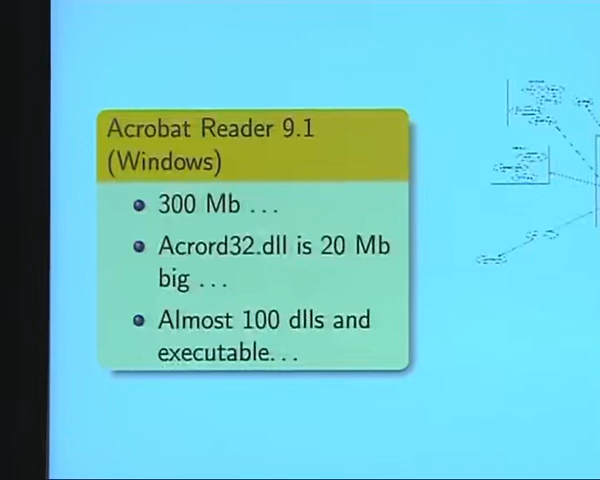 Acrobat Reader 9.1
(Windows)
300 Mb ...
Acrord32.dll is 20 Mb
big ...
Almost 100 dlls and
executable...